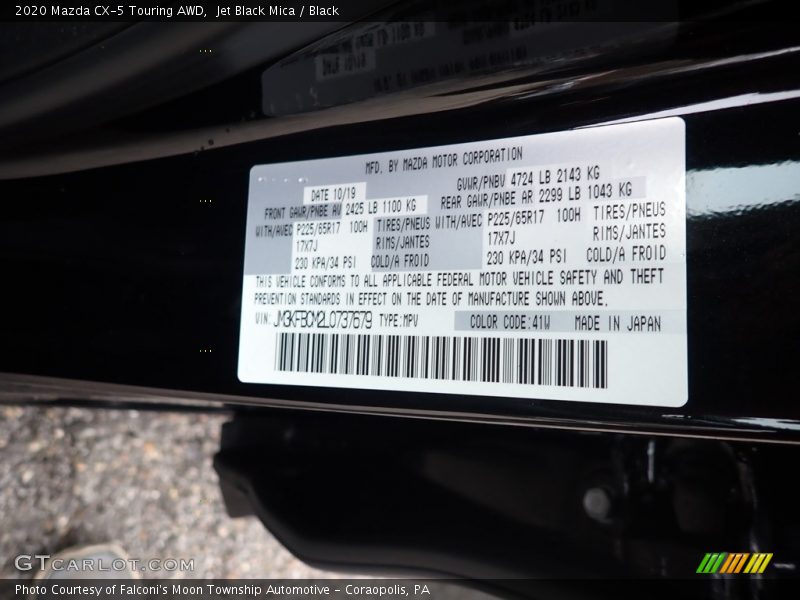 2020 Mazda CX-5 Touring AWD, Jet Black Mica / Black
MFD. BY MAZDA MOTOR CORPORATION
DATE 10/19 GVWR/PNBV 4724 LB 2143 KG
FRONT GAWR/PNBE AV 2425 LB 1100 KG REAR GAWR/PNBE AR 2299 LB 1043 KG
WITH/AVEC P225/65R17 100H TIRES/PNEUS WITH/AVEC P225/65R17 100H TIRES/PNEUS
17X7J RIMS/JANTES 17X7J RIMS/JANTES
230 KPA/34 PSI COLD/A FROID 230 KPA/34 PSI COLD/A FROID
THIS VEHICLE CONFORMS TO ALL APPLICABLE FEDERAL MOTOR VEHICLE SAFETY AND THEFT
PREVENTION STANDARDS IN EFFECT ON THE DATE OF MANUFACTURE SHOWN ABOVE.
VIN: JM3KFBCM2L0737679 TYPE:MPV COLOR CODE:41W MADE IN JAPAN
GTCARLOT.COM
Photo Courtesy of Falconi's Moon Township Automotive - Coraopolis, PA